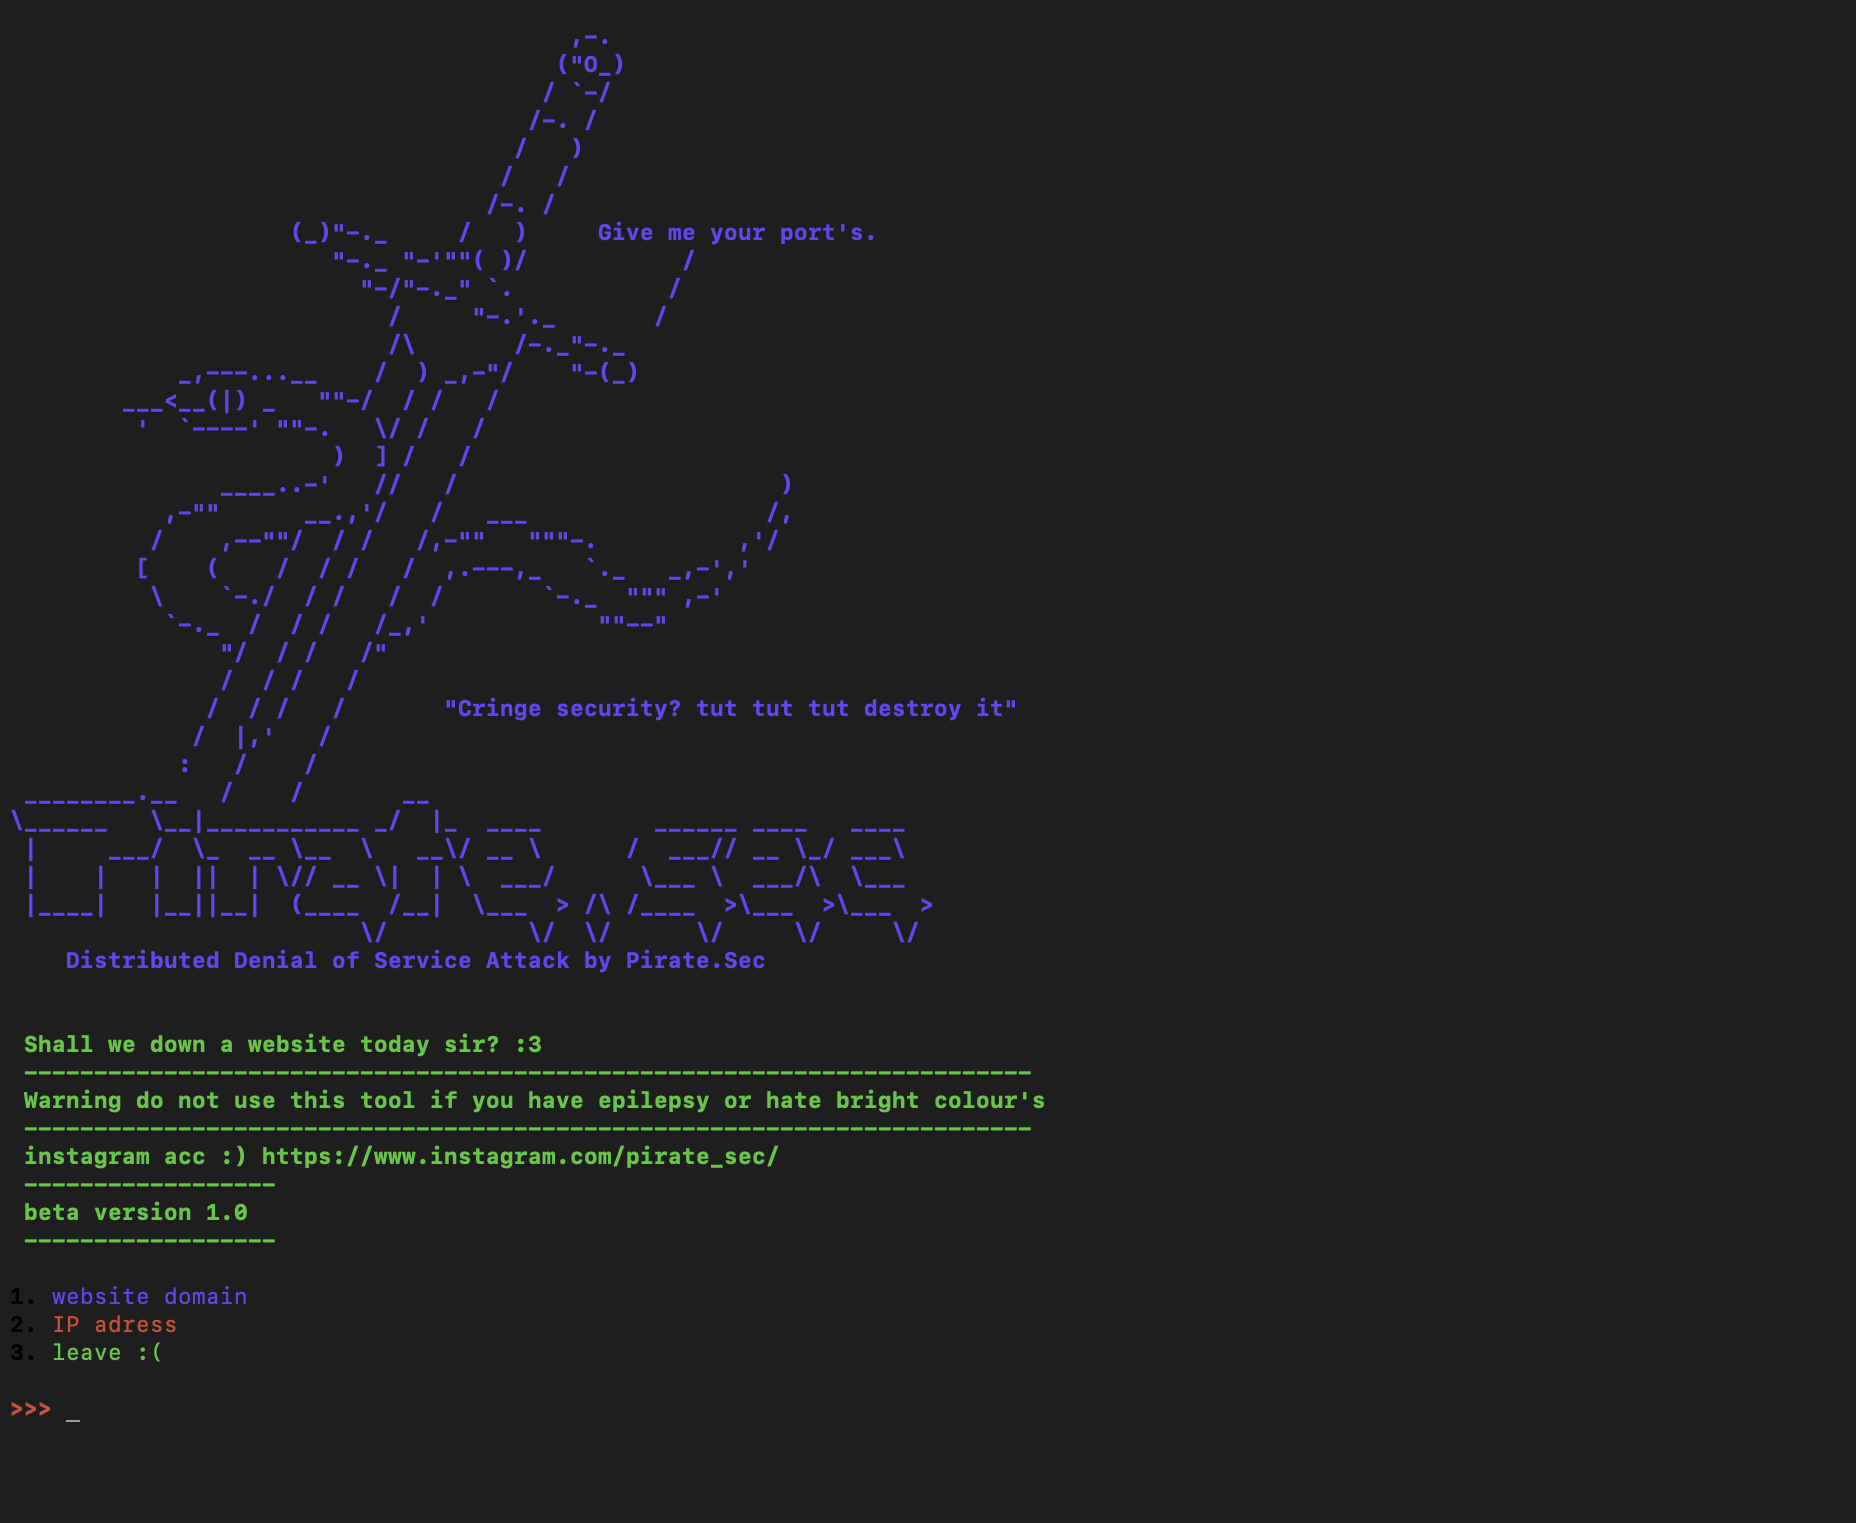 Give me your port's.
"Cringe security? tut tut tut destroy it"
Pirate.sec
Distributed Denial of Service Attack by Pirate.Sec
Shall we down a website today sir? :3
Warning do not use this tool if you have epilepsy or hate bright colour's
instagram acc :) https://www.instagram.com/pirate_sec/
beta version 1.0
1. website domain
2. IP adress
3. leave :(
>>> _